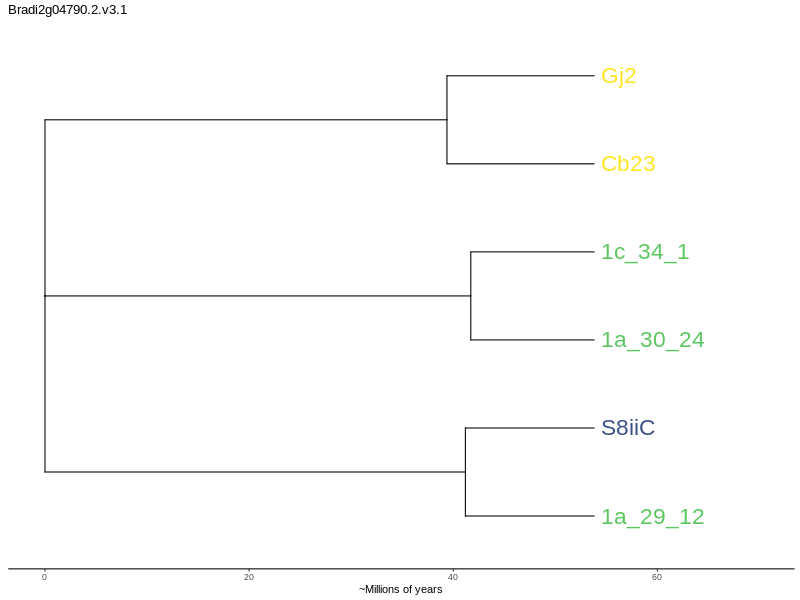 Bradi2g04790.2.v3.1
Gj2
Cb23
1c_34_1
1a_30_24
S8iiC
1a_29_12
0 20 40 60
~Millions of years